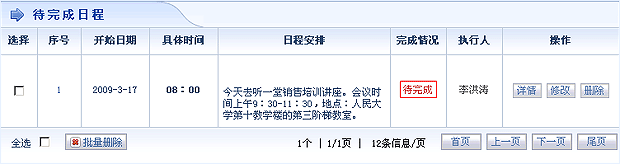 待完成日程
选择 序号 开始日期 具体时间 日程安排 完成情况 执行人 操作
1 2009-3-17 08：00 今天去听一堂销售培训讲座。会议时
间上午9：30-11：30，地点：人民大
学第十教学楼的第三阶梯教室。 待完成 李洪涛 详情 修改 删除
全选 批量删除 1个 | 1/1页 | 12条信息/页 首页 上一页 下一页 尾页